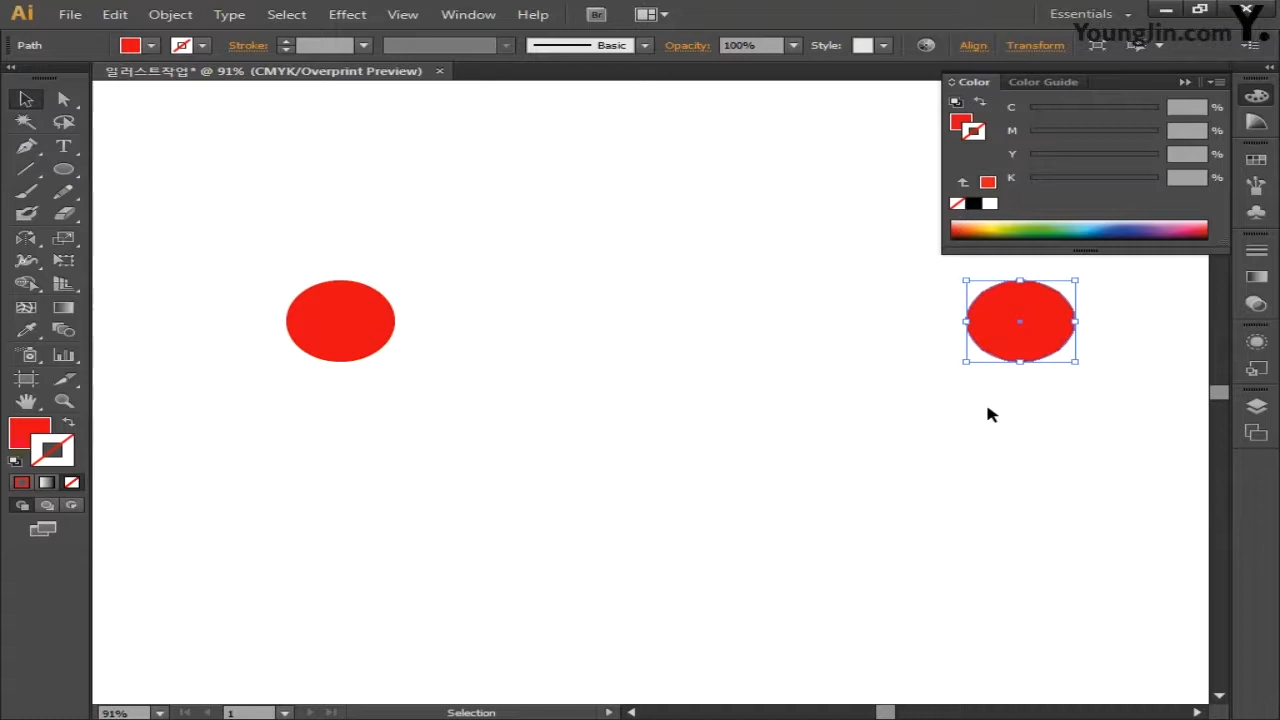 Ai File Edit Object Type Select Effect View Window Help Br Essentials
YoungJin.com Y.
Path Stroke: Basic Opacity: 100% Style: Align Transform
일러스트작업* @ 91% (CMYK/Overprint Preview) ×
Color Color Guide
C %
M %
Y %
K %
T
91% 1 Selection